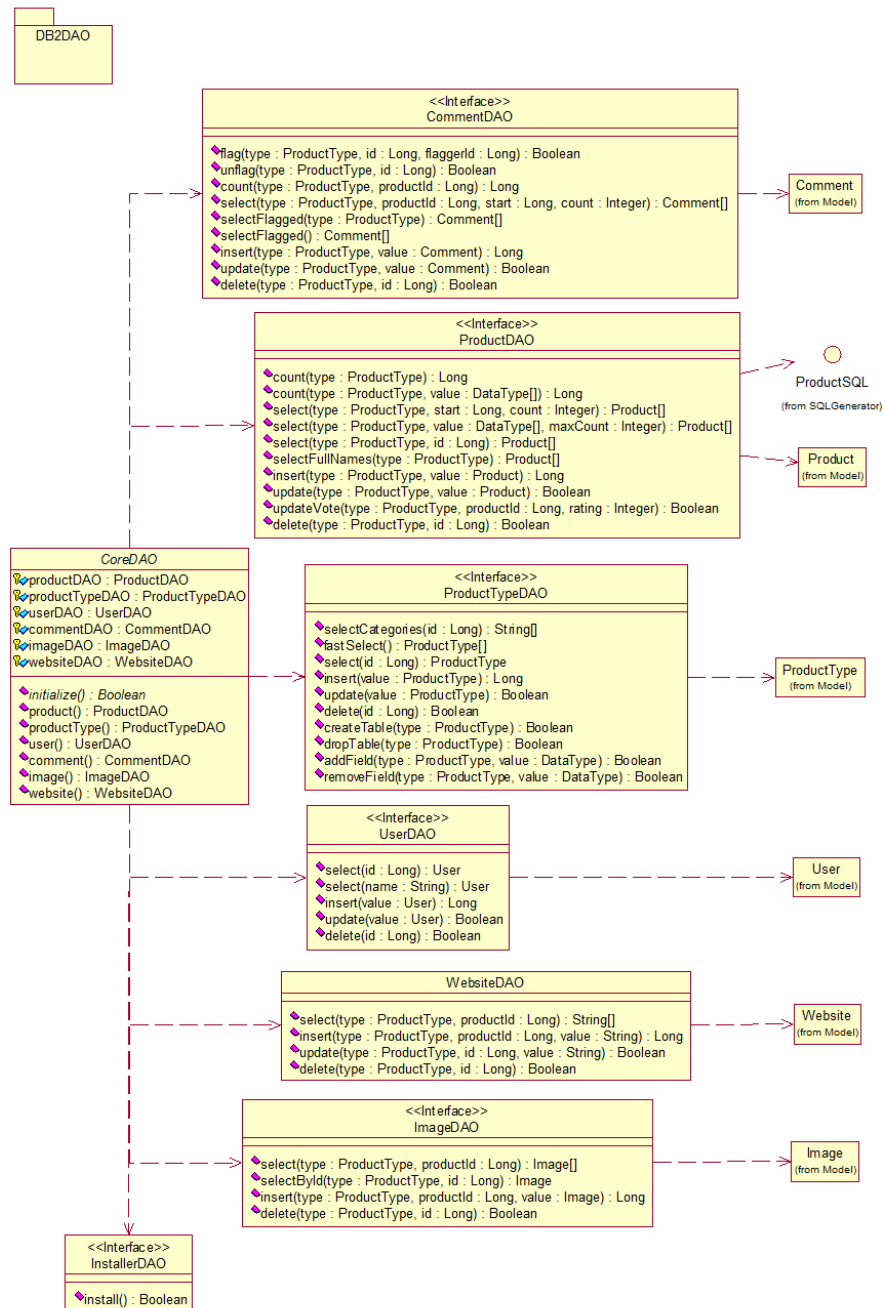 DB2DAO
<<Interface>>
CommentDAO
flag(type : ProductType, id : Long, flaggerId : Long) : Boolean
unflag(type : ProductType, id : Long) : Boolean
count(type : ProductType, productId : Long) : Long
select(type : ProductType, productId : Long, start : Long, count : Integer) : Comment[]
selectFlagged(type : ProductType) : Comment[]
selectFlagged() : Comment[]
insert(type : ProductType, value : Comment) : Long
update(type : ProductType, value : Comment) : Boolean
delete(type : ProductType, id : Long) : Boolean
Comment
(from Model)
<<Interface>>
ProductDAO
count(type : ProductType) : Long
count(type : ProductType, value : DataType[]) : Long
select(type : ProductType, start : Long, count : Integer) : Product[]
select(type : ProductType, value : DataType[], maxCount : Integer) : Product[]
select(type : ProductType, id : Long) : Product[]
selectFullNames(type : ProductType) : Product[]
insert(type : ProductType, value : Product) : Long
update(type : ProductType, value : Product) : Boolean
updateVote(type : ProductType, productId : Long, rating : Integer) : Boolean
delete(type : ProductType, id : Long) : Boolean
ProductSQL
(from SQLGenerator)
Product
(from Model)
CoreDAO
productDAO : ProductDAO
productTypeDAO : ProductTypeDAO
userDAO : UserDAO
commentDAO : CommentDAO
imageDAO : ImageDAO
websiteDAO : WebsiteDAO
initialize() : Boolean
product() : ProductDAO
productType() : ProductTypeDAO
user() : UserDAO
comment() : CommentDAO
image() : ImageDAO
website() : WebsiteDAO
<<Interface>>
ProductTypeDAO
selectCategories(id : Long) : String[]
fastSelect() : ProductType[]
select(id : Long) : ProductType
insert(value : ProductType) : Long
update(value : ProductType) : Boolean
delete(id : Long) : Boolean
createTable(type : ProductType) : Boolean
dropTable(type : ProductType) : Boolean
addField(type : ProductType, value : DataType) : Boolean
removeField(type : ProductType, value : DataType) : Boolean
ProductType
(from Model)
<<Interface>>
UserDAO
select(id : Long) : User
select(name : String) : User
insert(value : User) : Long
update(value : User) : Boolean
delete(id : Long) : Boolean
User
(from Model)
WebsiteDAO
select(type : ProductType, productId : Long) : String[]
insert(type : ProductType, productId : Long, value : String) : Long
update(type : ProductType, id : Long, value : String) : Boolean
delete(type : ProductType, id : Long) : Boolean
Website
(from Model)
<<Interface>>
ImageDAO
select(type : ProductType, productId : Long) : Image[]
selectById(type : ProductType, id : Long) : Image
insert(type : ProductType, productId : Long, value : Image) : Long
delete(type : ProductType, id : Long) : Boolean
Image
(from Model)
<<Interface>>
InstallerDAO
install() : Boolean